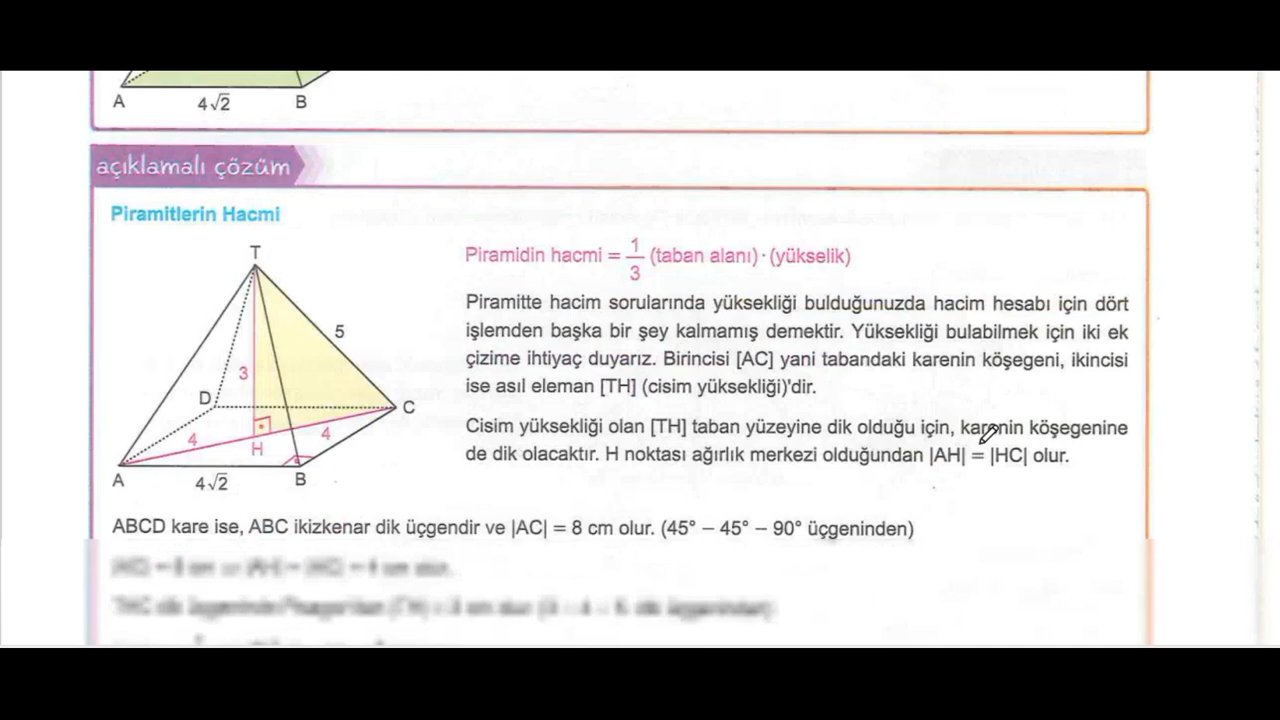 A
4√2
B
açıklamalı çözüm
Piramitlerin Hacmi
T
5
3
D
C
4
H
4
A
4√2
B
Piramidin hacmi = 1/3 (taban alanı) · (yükselik)
Piramitte hacim sorularında yüksekliği bulduğunuzda hacim hesabı için dört
işlemden başka bir şey kalmamış demektir. Yüksekliği bulabilmek için iki ek
çizime ihtiyaç duyarız. Birincisi [AC] yani tabandaki karenin köşegeni, ikincisi
ise asıl eleman [TH] (cisim yüksekliği)'dir.
Cisim yüksekliği olan [TH] taban yüzeyine dik olduğu için, karenin köşegenine
de dik olacaktır. H noktası ağırlık merkezi olduğundan |AH| = |HC| olur.
ABCD kare ise, ABC ikizkenar dik üçgendir ve |AC| = 8 cm olur. (45° – 45° – 90° üçgeninden)